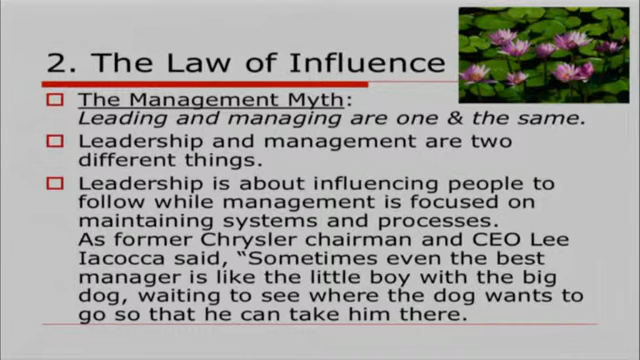 2. The Law of Influence
The Management Myth:
Leading and managing are one & the same.
Leadership and management are two
different things.
Leadership is about influencing people to
follow while management is focused on
maintaining systems and processes.
As former Chrysler chairman and CEO Lee
Iacocca said, “Sometimes even the best
manager is like the little boy with the big
dog, waiting to see where the dog wants to
go so that he can take him there.